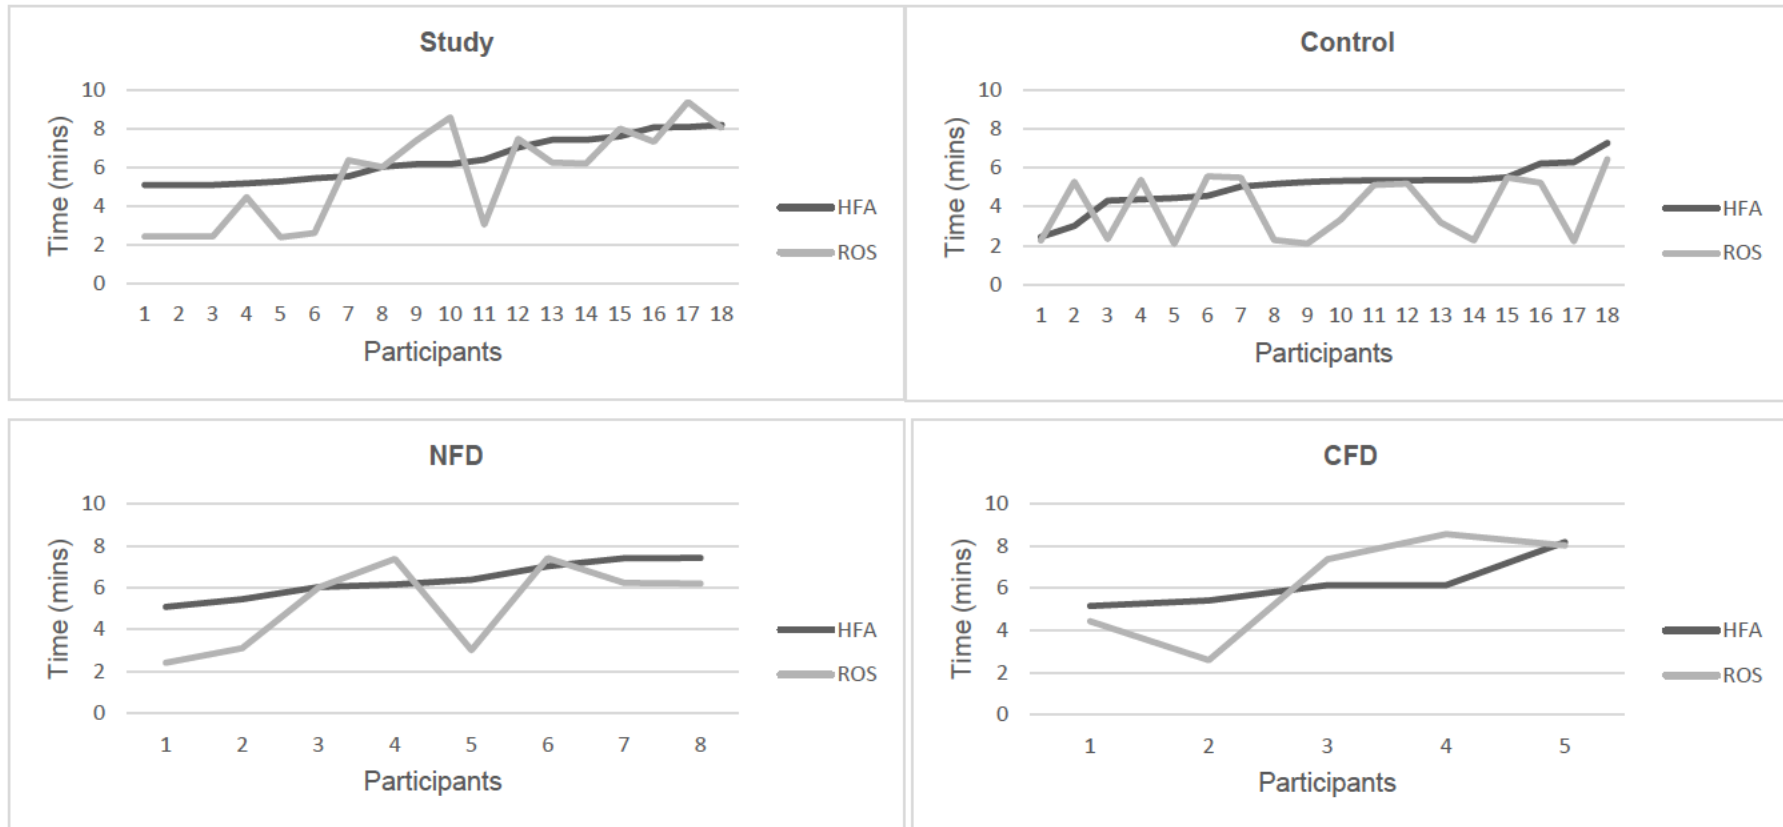 Study
10
8
6
4
2
0
Time (mins)
1 2 3 4 5 6 7 8 9 10 11 12 13 14 15 16 17 18
Participants
HFA
ROS
Control
10
8
6
4
2
0
Time (mins)
1 2 3 4 5 6 7 8 9 10 11 12 13 14 15 16 17 18
Participants
HFA
ROS
NFD
10
8
6
4
2
0
Time (mins)
1 2 3 4 5 6 7 8
Participants
HFA
ROS
CFD
10
8
6
4
2
0
Time (mins)
1 2 3 4 5
Participants
HFA
ROS